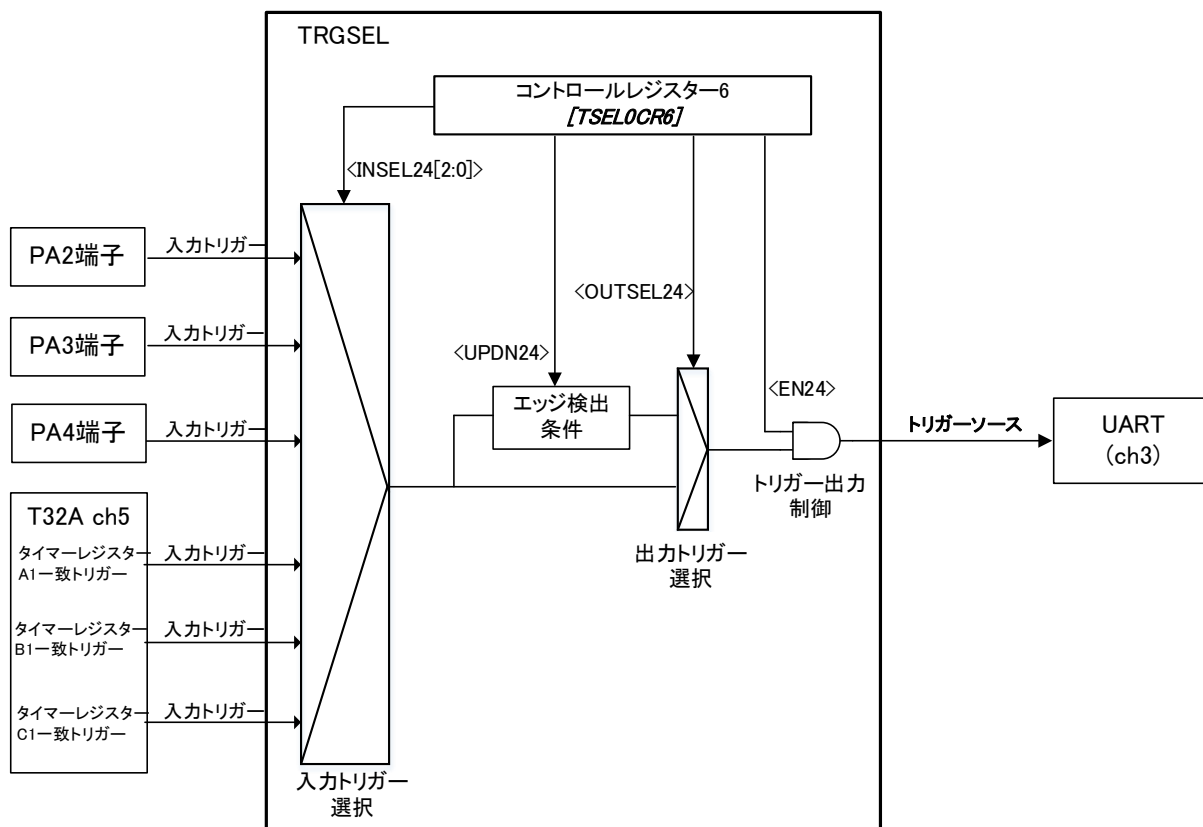 TRGSEL
コントロールレジスター6
[TSEL0CR6]
<INSEL24[2:0]>
PA2端子
入力トリガー
<OUTSEL24>
PA3端子
入力トリガー
<UPDN24>
<EN24>
エッジ検出
条件
PA4端子
入力トリガー
トリガーソース
UART
(ch3)
トリガー出力
制御
T32A ch5
タイマーレジスター
A1一致トリガー
入力トリガー
出力トリガー
選択
タイマーレジスター
B1一致トリガー
入力トリガー
タイマーレジスター
C1一致トリガー
入力トリガー
入力トリガー
選択